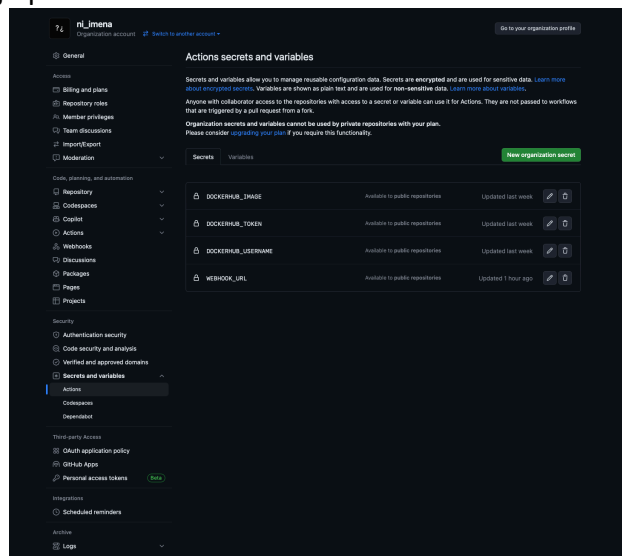 ?¿
ni_imena
Organization account Switch to another account
Go to your organization profile
General
Access
Billing and plans
Repository roles
Member privileges
Team discussions
Import/Export
Moderation
Code, planning, and automation
Repository
Codespaces
Copilot
Actions
Webhooks
Discussions
Packages
Pages
Projects
Security
Authentication security
Code security and analysis
Verified and approved domains
Secrets and variables
Actions
Codespaces
Dependabot
Third-party Access
OAuth application policy
GitHub Apps
Personal access tokens Beta
Integrations
Scheduled reminders
Archive
Logs
Actions secrets and variables
Secrets and variables allow you to manage reusable configuration data. Secrets are encrypted and are used for sensitive data. Learn more
about encrypted secrets. Variables are shown as plain text and are used for non-sensitive data. Learn more about variables.
Anyone with collaborator access to the repositories with access to a secret or variable can use it for Actions. They are not passed to workflows
that are triggered by a pull request from a fork.
Organization secrets and variables cannot be used by private repositories with your plan.
Please consider upgrading your plan if you require this functionality.
Secrets Variables
New organization secret
DOCKERHUB_IMAGE Available to public repositories Updated last week
DOCKERHUB_TOKEN Available to public repositories Updated last week
DOCKERHUB_USERNAME Available to public repositories Updated last week
WEBHOOK_URL Available to public repositories Updated 1 hour ago